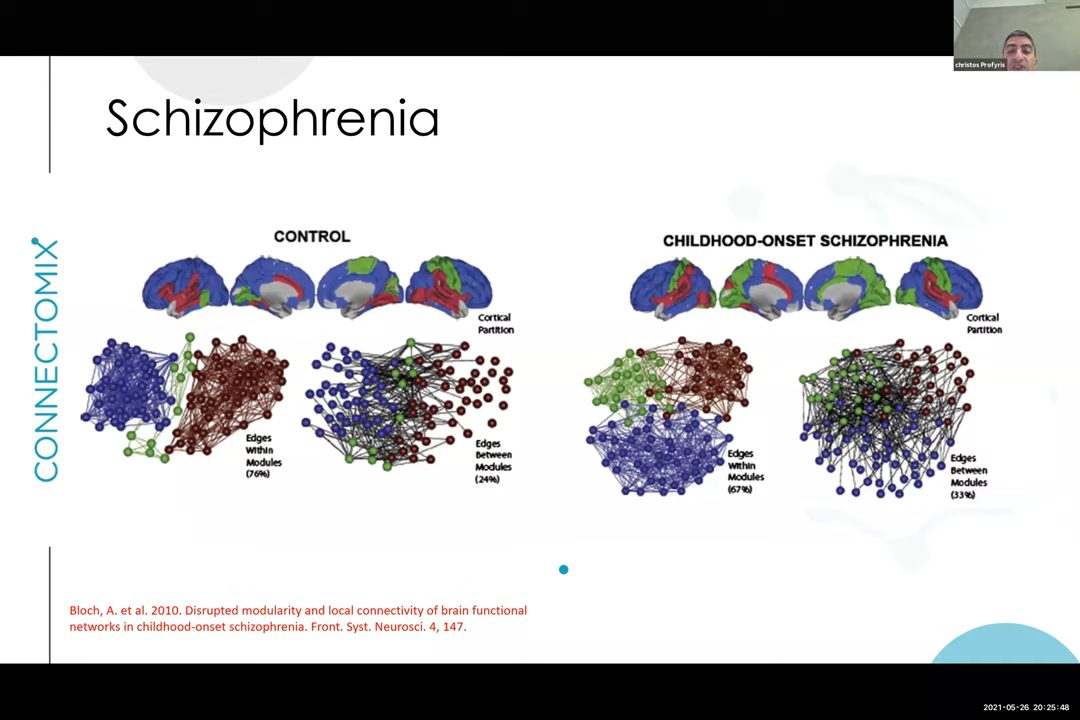 christos Profyris
Schizophrenia
CONNECTOMIX
CONTROL
Cortical
Partition
Edges
Within
Modules
(76%)
Edges
Between
Modules
(24%)
CHILDHOOD-ONSET SCHIZOPHRENIA
Cortical
Partition
Edges
Within
Modules
(67%)
Edges
Between
Modules
(33%)
Bloch, A. et al. 2010. Disrupted modularity and local connectivity of brain functional
networks in childhood-onset schizophrenia. Front. Syst. Neurosci. 4, 147.
2021-05-26 20:25:48